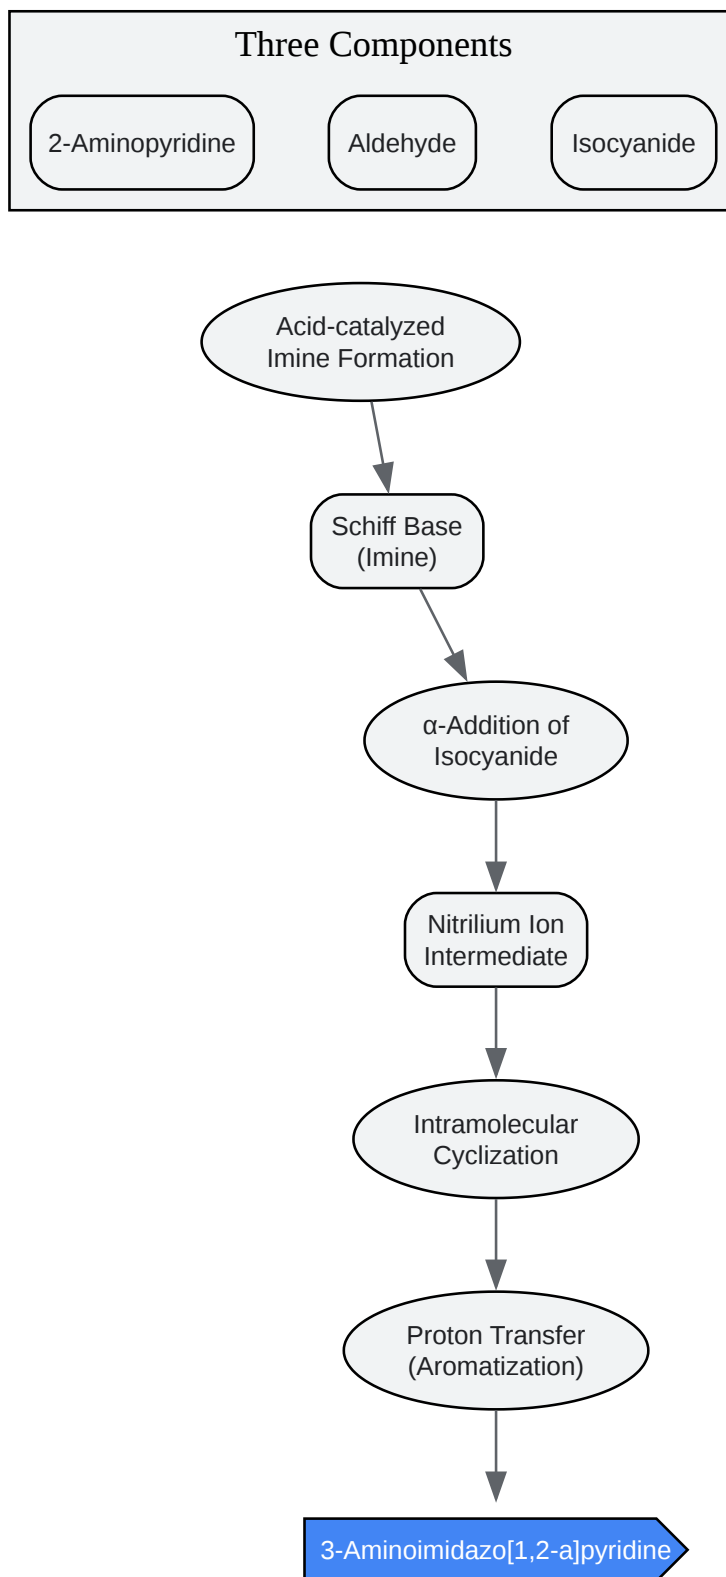 Three Components
2-Aminopyridine
Aldehyde
Isocyanide
Acid-catalyzed
Imine Formation
Schiff Base
(Imine)
α-Addition of
Isocyanide
Nitrilium Ion
Intermediate
Intramolecular
Cyclization
Proton Transfer
(Aromatization)
3-Aminoimidazo[1,2-a]pyridine